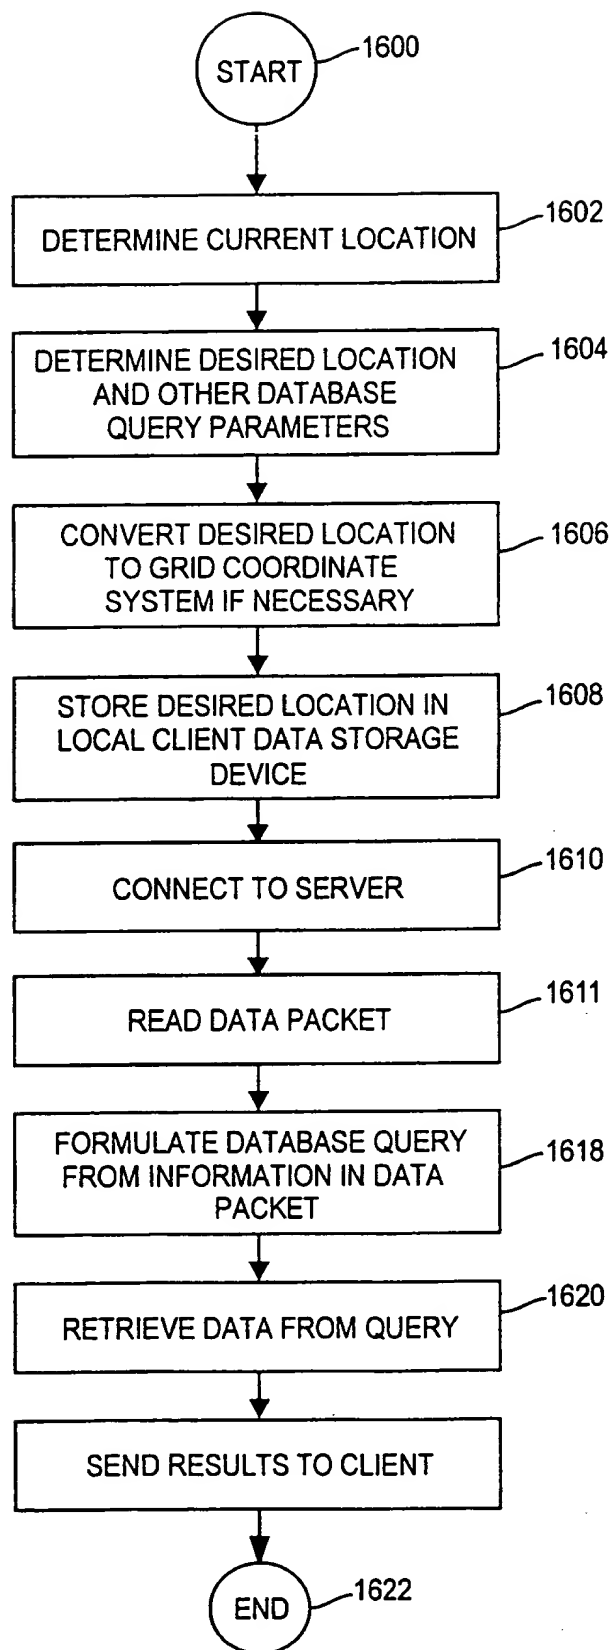 START
1600
DETERMINE CURRENT LOCATION
1602
DETERMINE DESIRED LOCATION
AND OTHER DATABASE
QUERY PARAMETERS
1604
CONVERT DESIRED LOCATION
TO GRID COORDINATE
SYSTEM IF NECESSARY
1606
STORE DESIRED LOCATION IN
LOCAL CLIENT DATA STORAGE
DEVICE
1608
CONNECT TO SERVER
1610
READ DATA PACKET
1611
FORMULATE DATABASE QUERY
FROM INFORMATION IN DATA
PACKET
1618
RETRIEVE DATA FROM QUERY
1620
SEND RESULTS TO CLIENT
END
1622